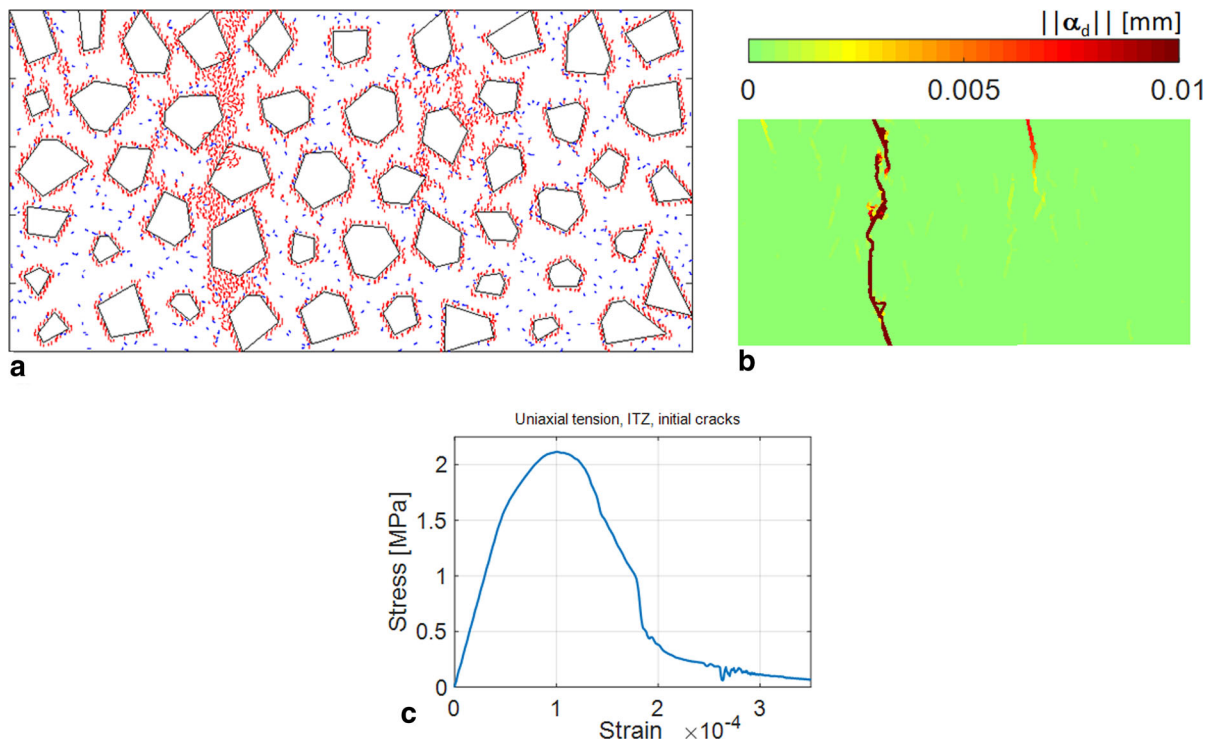 a
||α_d|| [mm]
0 0.005 0.01
b
Uniaxial tension, ITZ, initial cracks
Stress [MPa]
2
1.5
1
0.5
0
0 1 2 3
Strain ×10⁻⁴
c